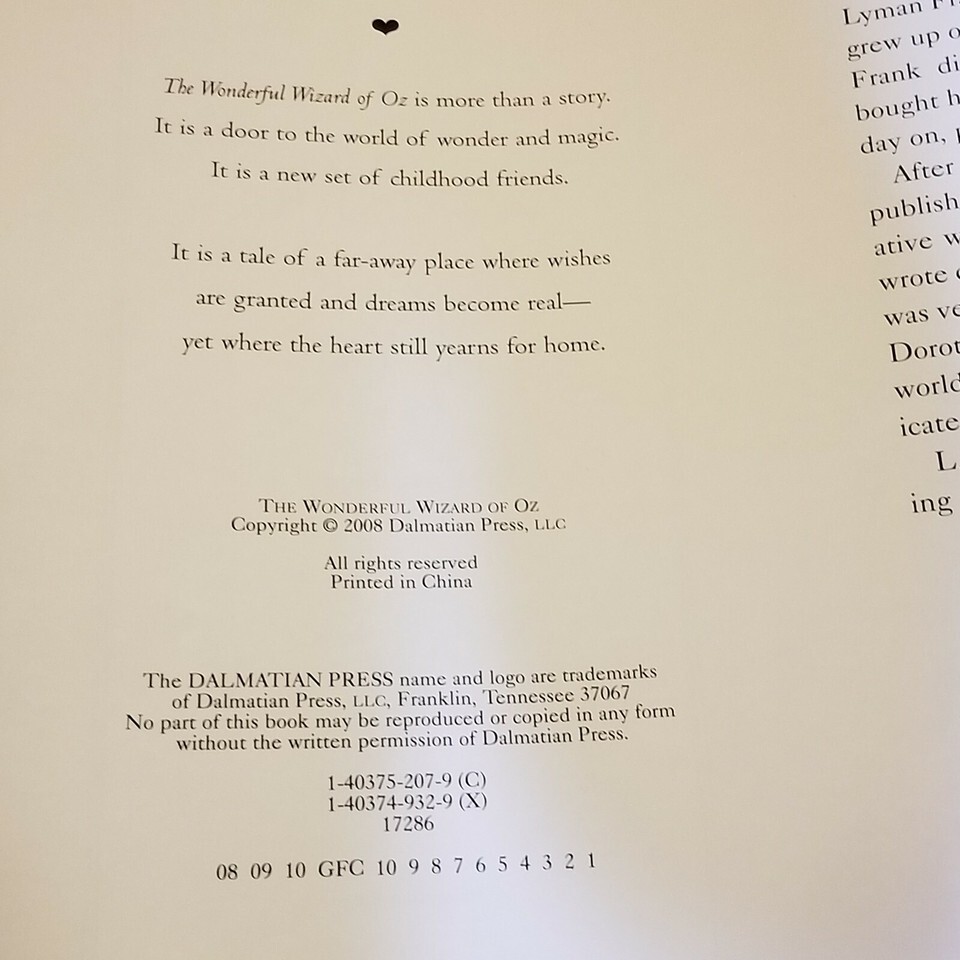 The Wonderful Wizard of Oz is more than a story.
It is a door to the world of wonder and magic.
It is a new set of childhood friends.
It is a tale of a far-away place where wishes
are granted and dreams become real—
yet where the heart still yearns for home.
THE WONDERFUL WIZARD OF OZ
Copyright © 2008 Dalmatian Press, LLC
All rights reserved
Printed in China
The DALMATIAN PRESS name and logo are trademarks
of Dalmatian Press, LLC, Franklin, Tennessee 37067
No part of this book may be reproduced or copied in any form
without the written permission of Dalmatian Press.
1-40375-207-9 (C)
1-40374-932-9 (X)
17286
08 09 10 GFC 10 9 8 7 6 5 4 3 2 1
Lyman
grew up
Frank
bought
day on,
After
publish
ative
wrote
was
Dorot
world
icate
L
ing